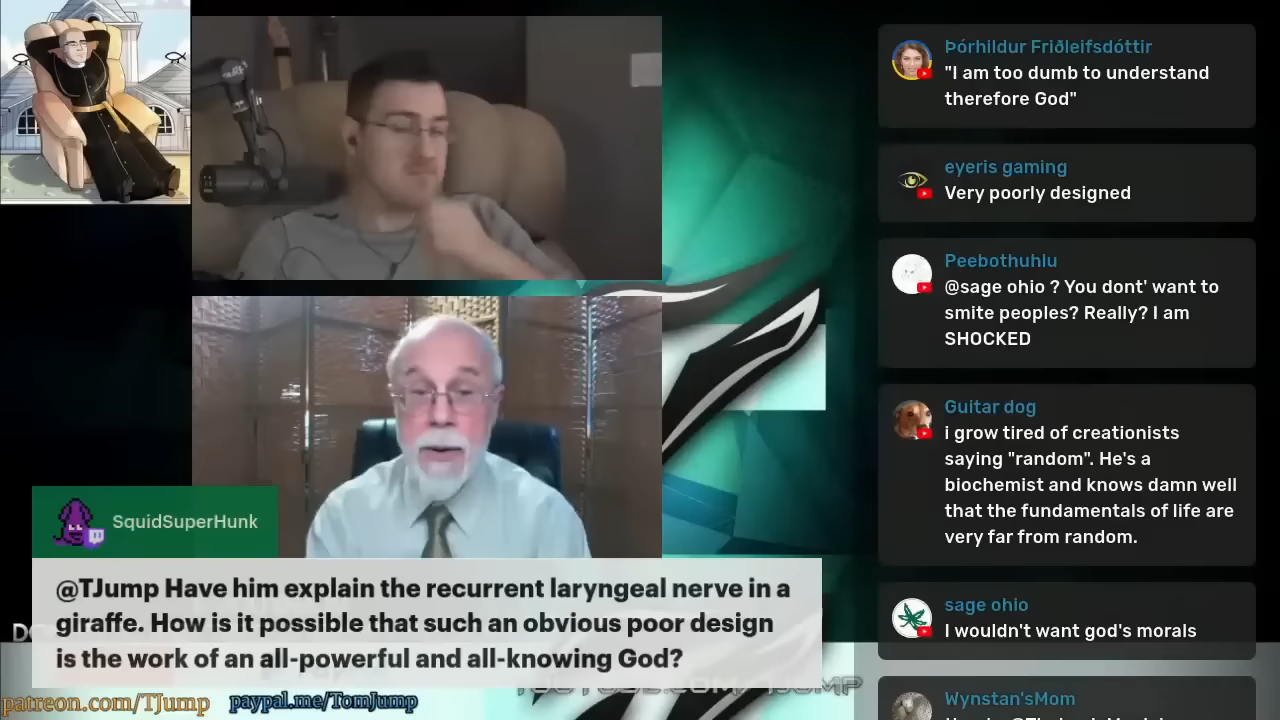 Þórhildur Friðleifsdóttir
"I am too dumb to understand
therefore God"
eyeris gaming
Very poorly designed
Peebothuhlu
@sage ohio ? You dont' want to
smite peoples? Really? I am
SHOCKED
Guitar dog
i grow tired of creationists
saying "random". He's a
biochemist and knows damn well
that the fundamentals of life are
very far from random.
sage ohio
I wouldn't want god's morals
Wynstan'sMom
SquidSuperHunk
@TJump Have him explain the recurrent laryngeal nerve in a
giraffe. How is it possible that such an obvious poor design
is the work of an all-powerful and all-knowing God?
patreon.com/TJump
paypal.me/TomJump
YOUTUBE.COM/TJUMP